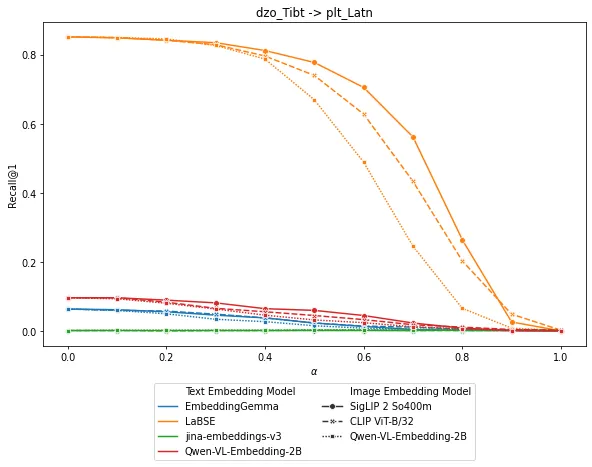 dzo_Tibt -> plt_Latn
Recall@1
0.8
0.6
0.4
0.2
0.0
0.0 0.2 0.4 0.6 0.8 1.0
α
Text Embedding Model
EmbeddingGemma
LaBSE
jina-embeddings-v3
Qwen-VL-Embedding-2B
Image Embedding Model
SigLIP 2 So400m
CLIP ViT-B/32
Qwen-VL-Embedding-2B